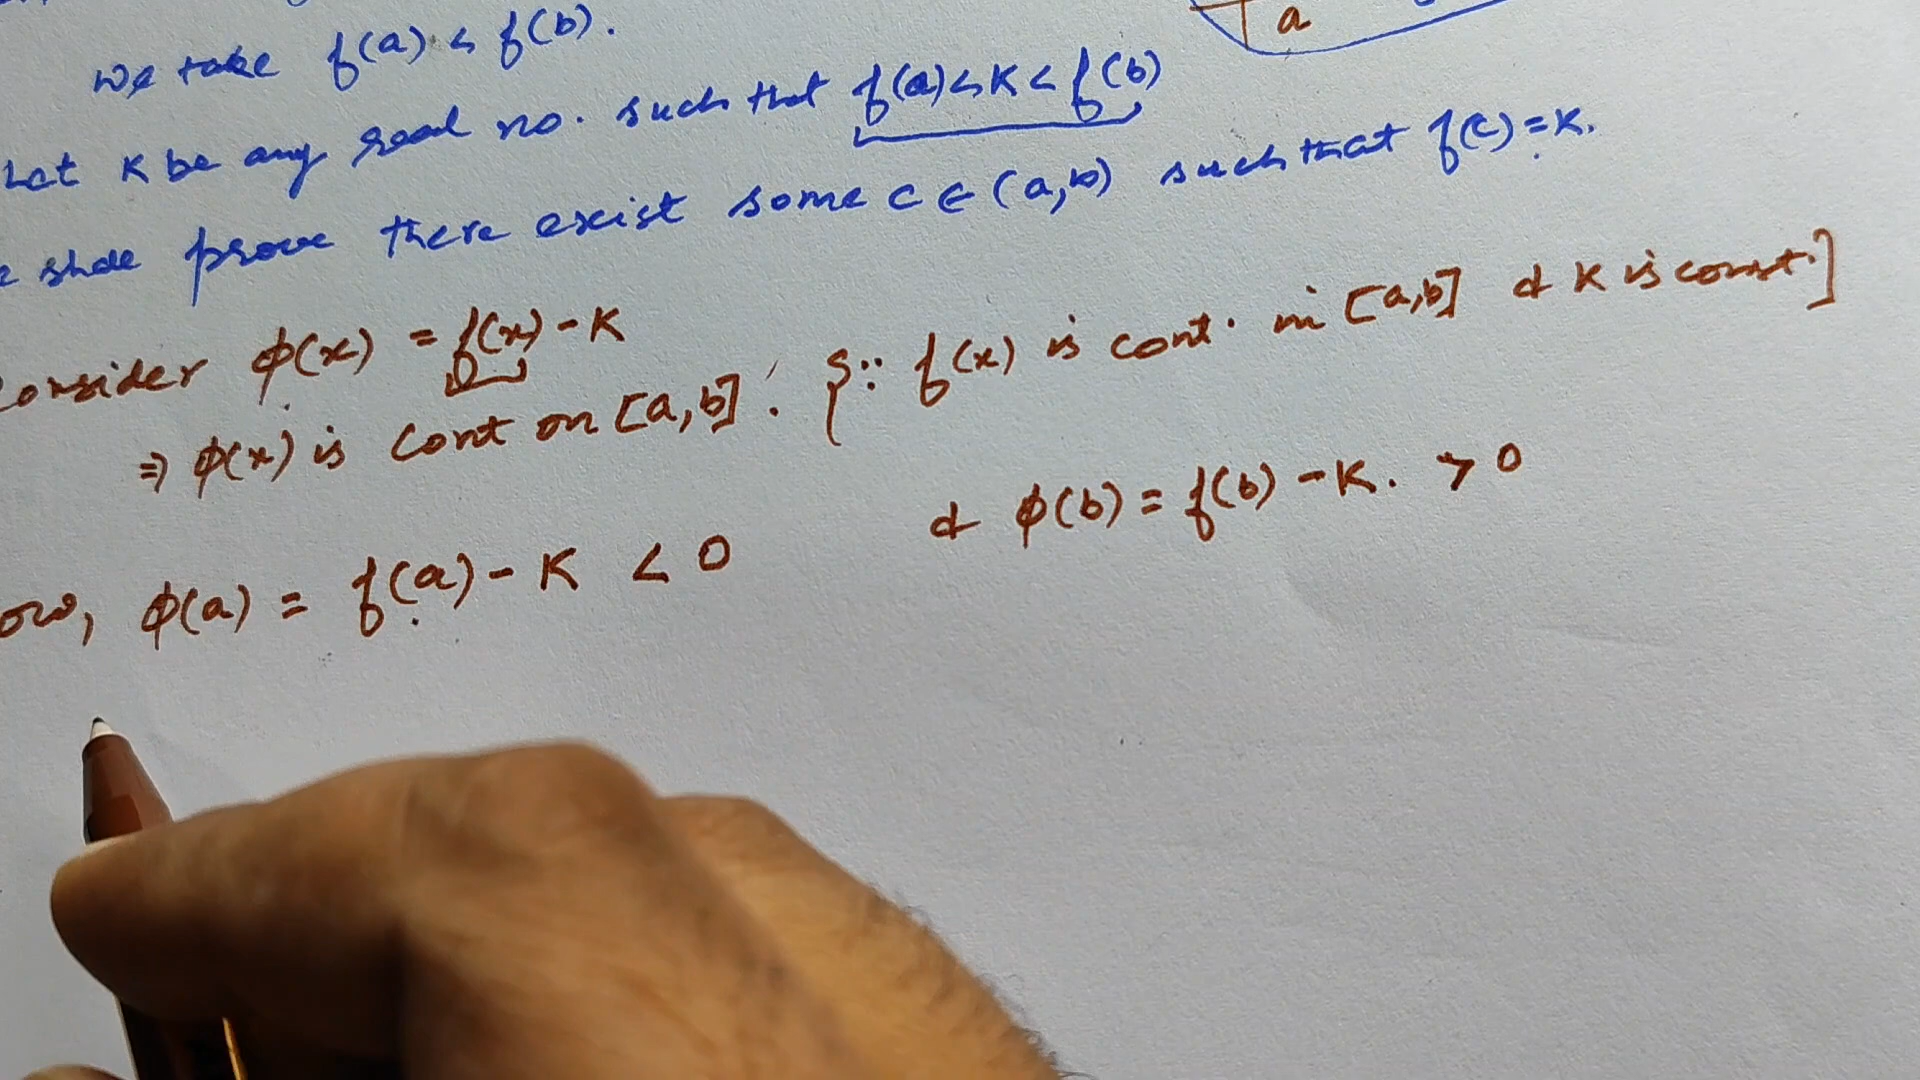 we take f(a) < f(b).
a
Let K be any real no. such that f(a) < K < f(b)
prove there exist some c ∈ (a,b) such that f(c) = K.
Consider φ(x) = f(x) - K
⇒ φ(x) is cont on [a,b]. {∵ f(x) is cont. in [a,b] & K is const.]
Now, φ(a) = f(a) - K < 0 & φ(b) = f(b) - K. > 0